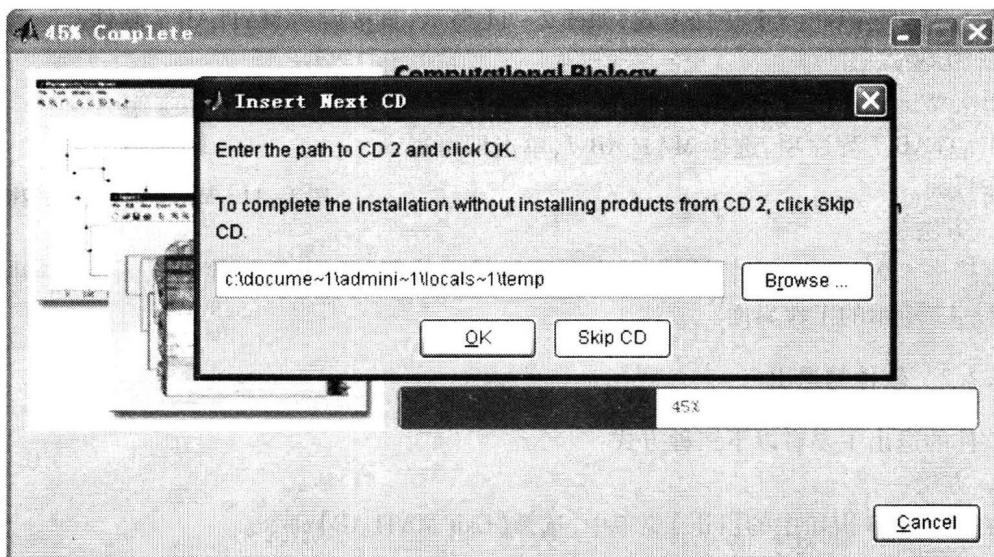 45% Complete
Computational Biology
Insert Next CD
Enter the path to CD 2 and click OK.
To complete the installation without installing products from CD 2, click Skip
CD.
c:\docume~1\admini~1\locals~1\temp
Browse ...
OK
Skip CD
45%
Cancel